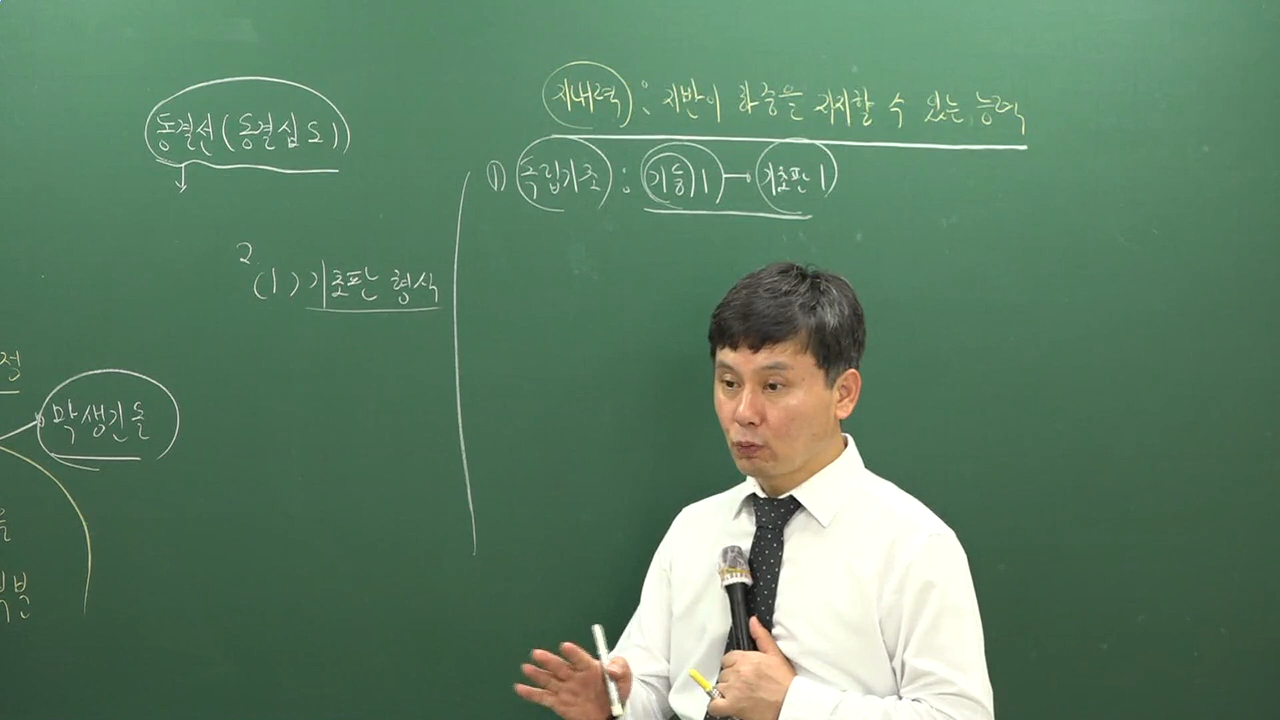 동결선(동결심도)
2
(1) 기초판 형식
정
막생긴돌
지내력 : 지반이 하중을 지지할 수 있는 능력
① 독립기초 : 기둥1 → 기초판1